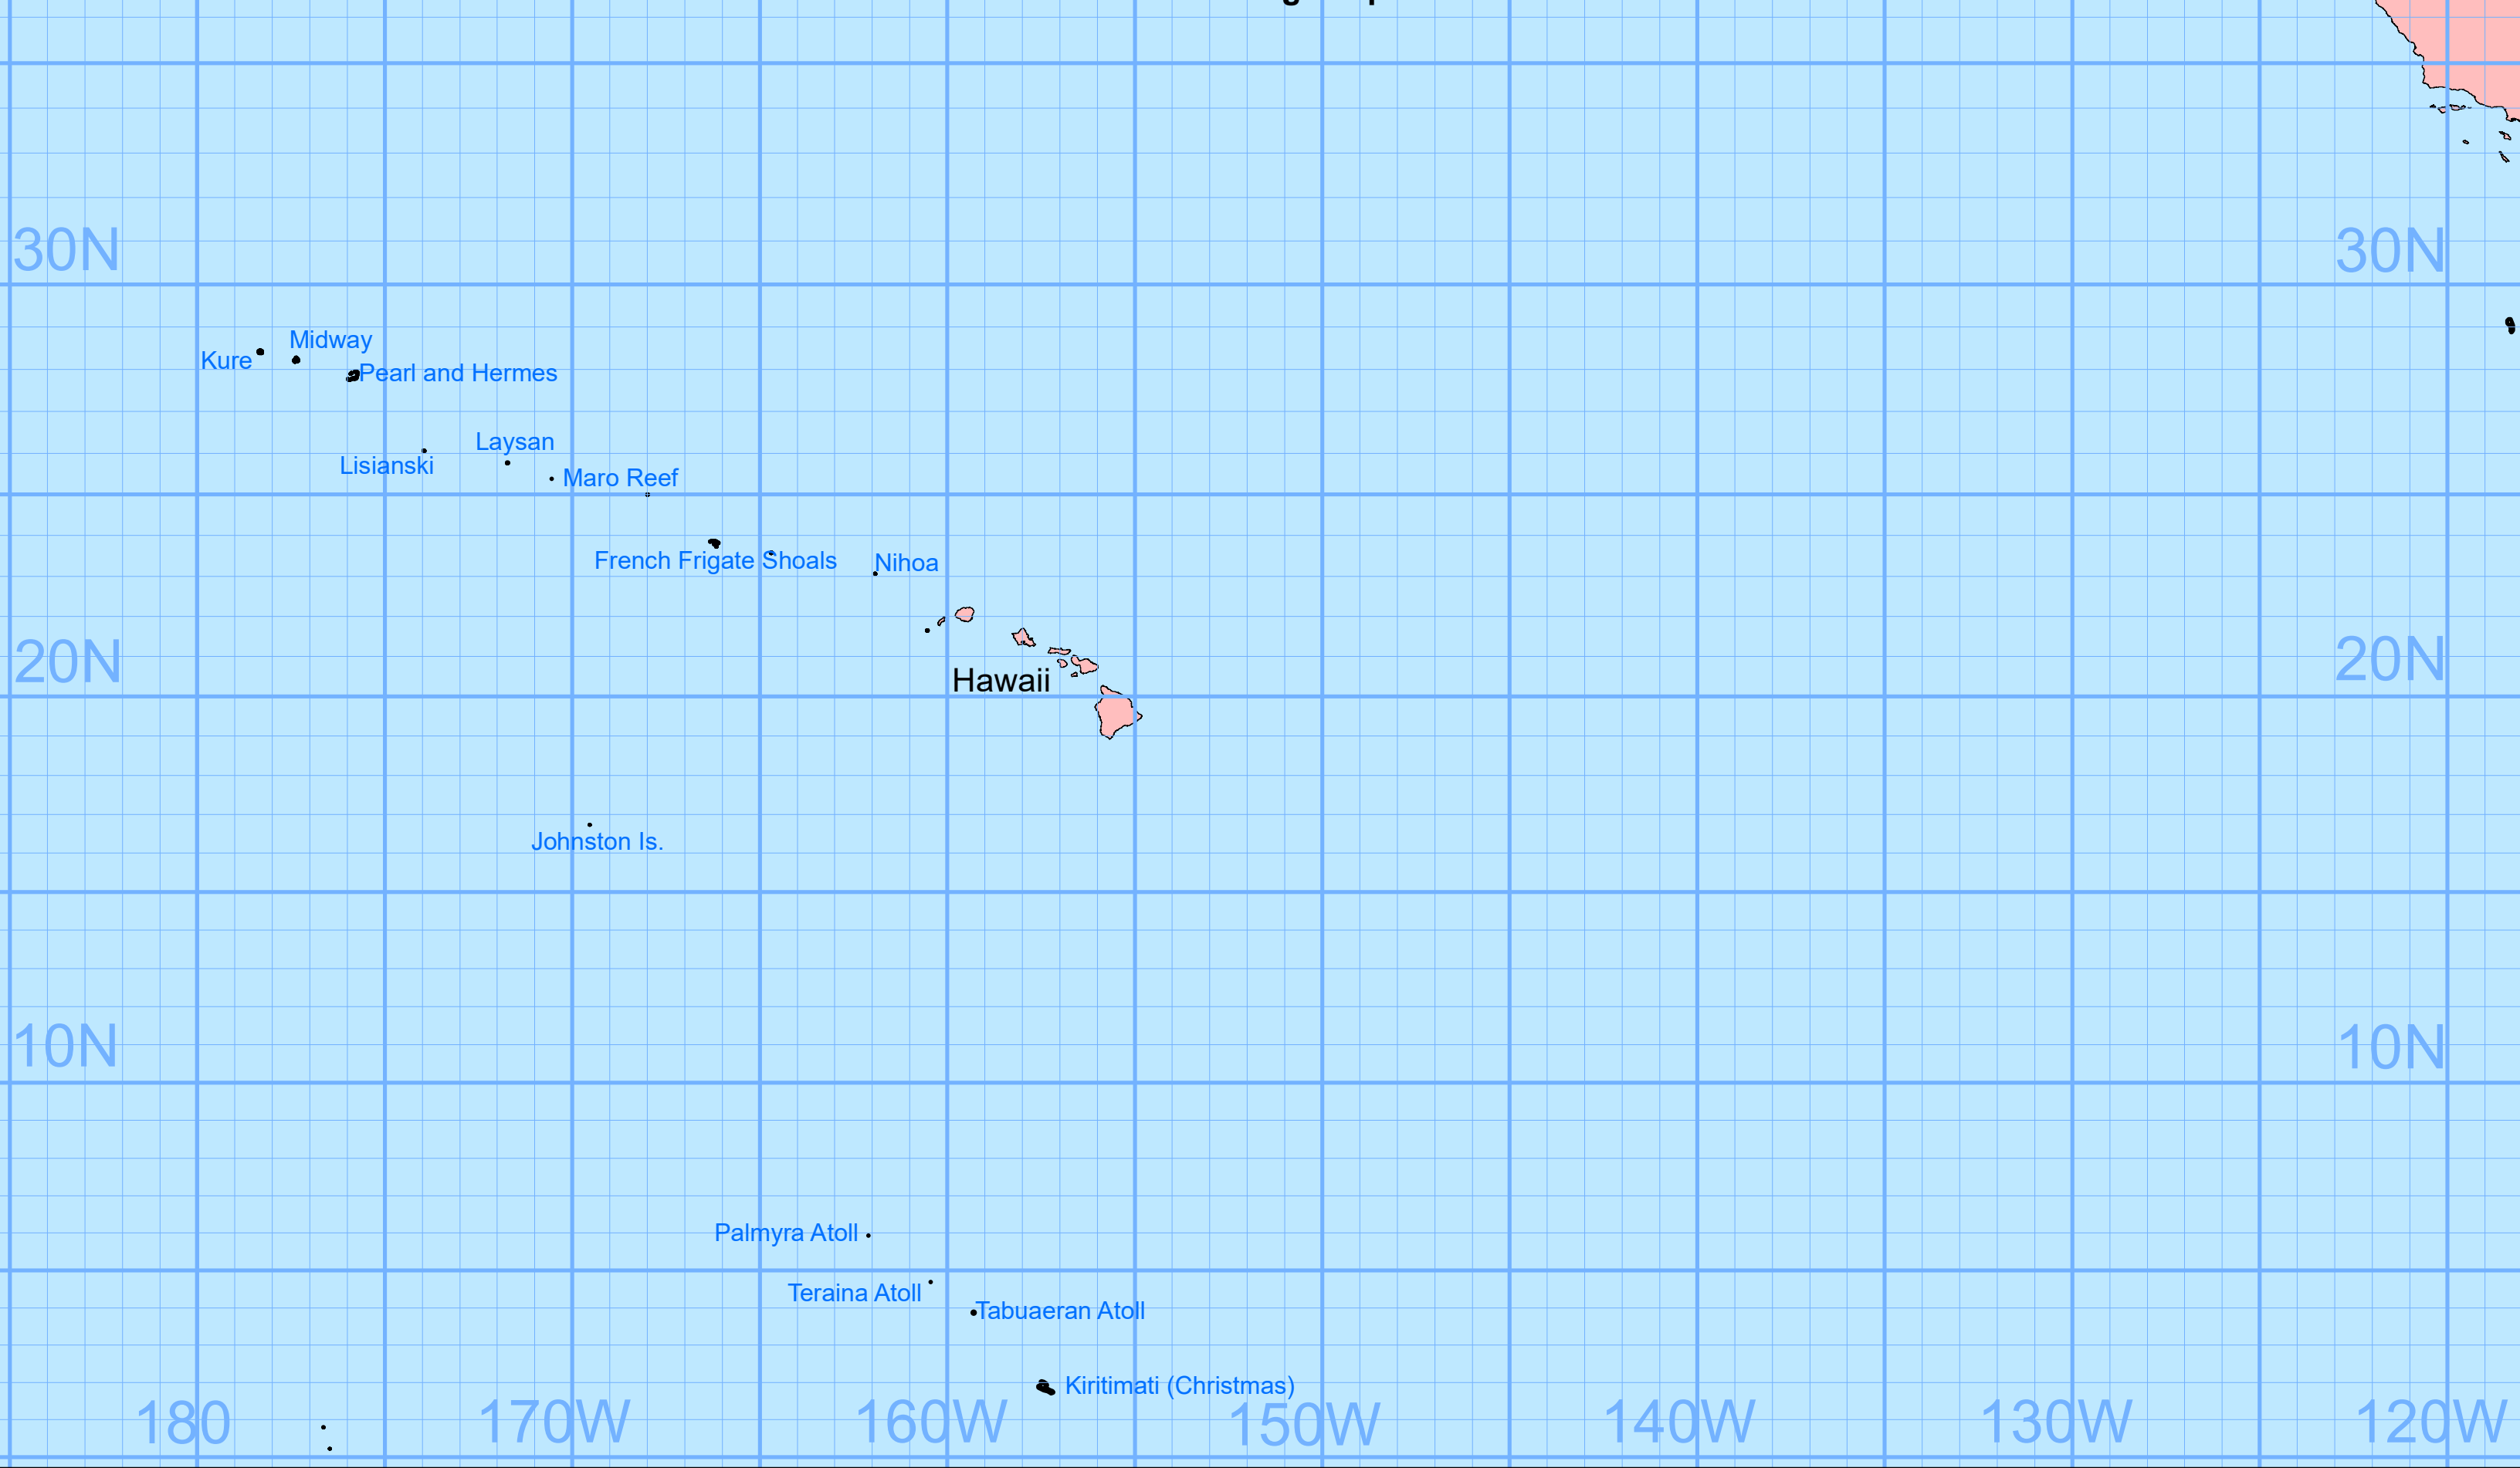 30N
30N
Midway
Kure
Pearl and Hermes
Laysan
Lisianski
Maro Reef
French Frigate Shoals
Nihoa
20N
20N
Hawaii
Johnston Is.
10N
10N
Palmyra Atoll
Teraina Atoll
Tabuaeran Atoll
Kiritimati (Christmas)
180
170W
160W
150W
140W
130W
120W